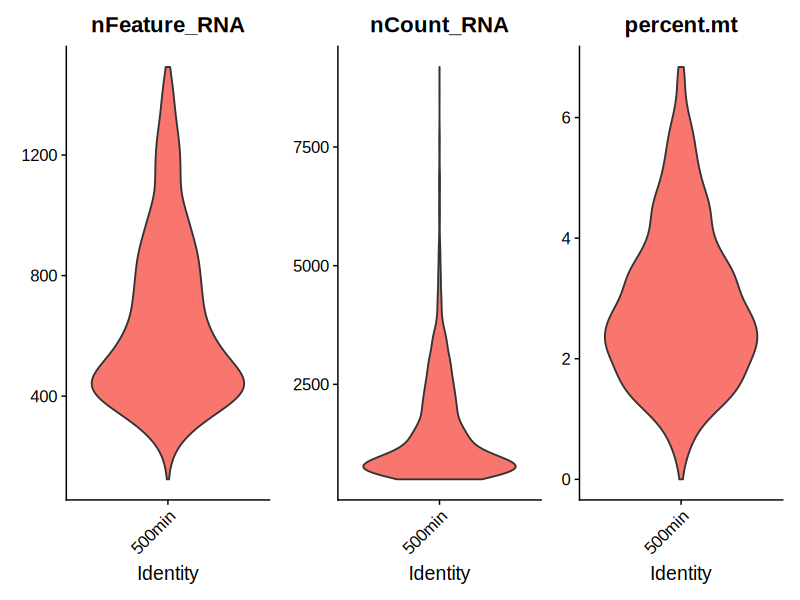 nFeature_RNA
1200
800
400
500min
Identity
nCount_RNA
7500
5000
2500
500min
Identity
percent.mt
6
4
2
0
500min
Identity